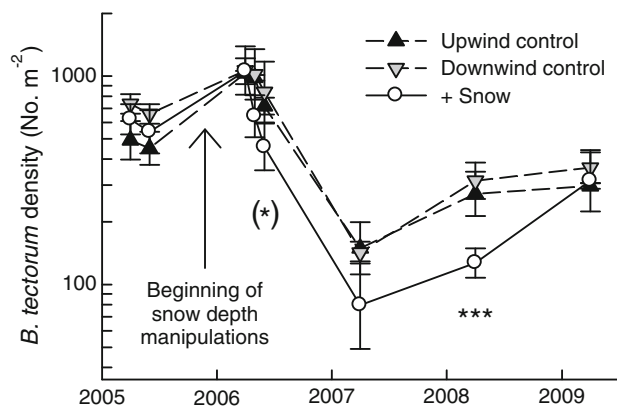 Upwind control
Downwind control
+ Snow
B. tectorum density (No. m⁻²)
1000
100
(*)
Beginning of
snow depth
manipulations
***
2005 2006 2007 2008 2009